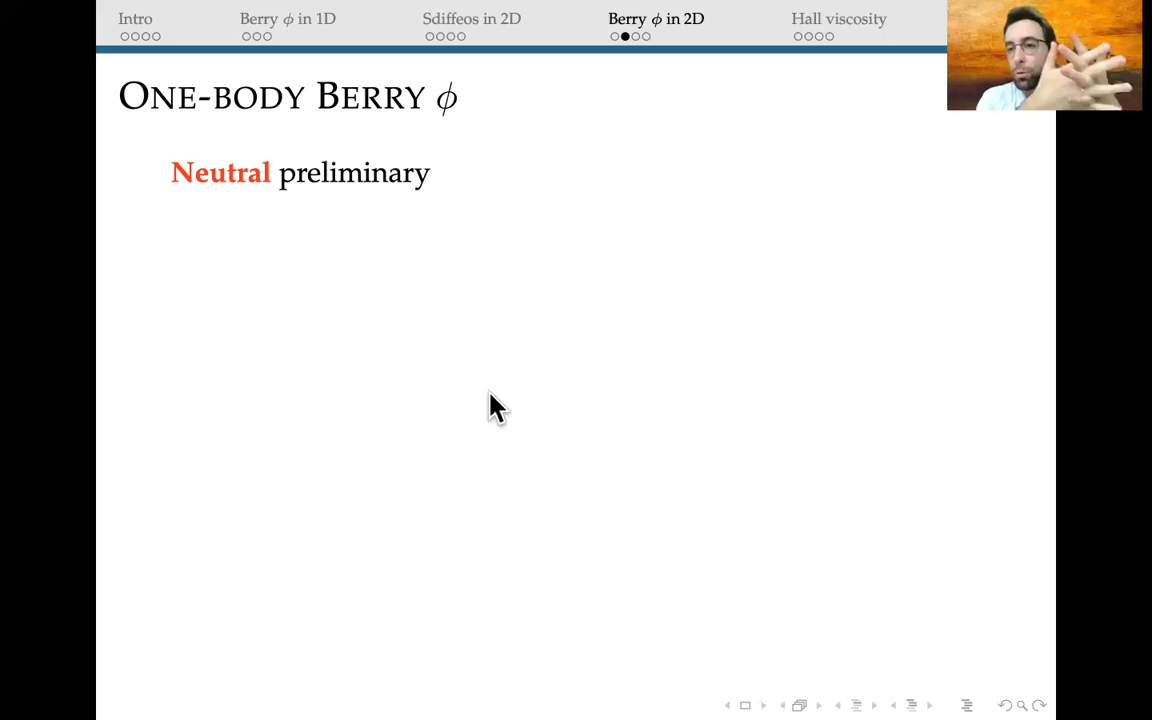 Intro Berry ϕ in 1D Sdiffeos in 2D Berry ϕ in 2D Hall viscosity
ONE-BODY BERRY ϕ
Neutral preliminary